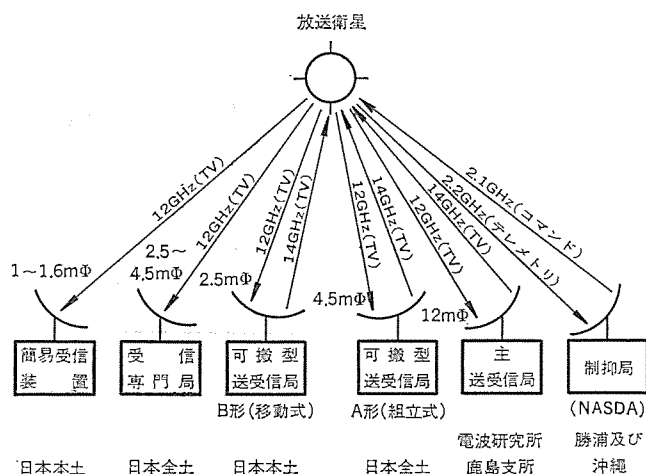 放送衛星
12GHz(TV)
12GHz(TV)
12GHz(TV)
14GHz(TV)
12GHz(TV)
14GHz(TV)
12GHz(TV)
14GHz(TV)
2.2GHz(テレメトリ)
2.1GHz(コマンド)
1～1.6mΦ
2.5～
4.5mΦ
2.5mΦ
4.5mΦ
12mΦ
簡易受信
装置
受信
専門局
可搬型
送受信局
可搬型
送受信局
主
送受信局
制抑局
B形(移動式)
A形(組立式)
(NASDA)
日本本土
日本全土
日本本土
日本全土
電波研究所
鹿島支所
勝浦及び
沖縄